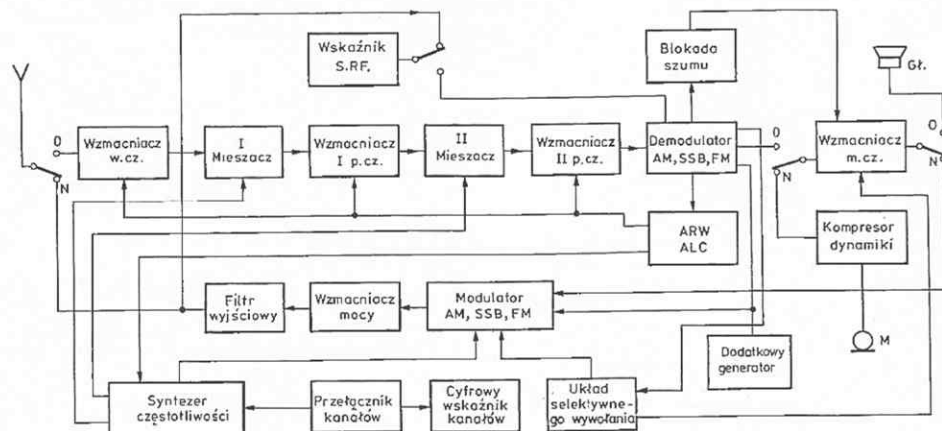 Wskaźnik
S.RF.
Blokada
szumu
Gł.
O
N
Wzmacniacz
w.cz.
I
Mieszacz
Wzmacniacz
I p.cz.
II
Mieszacz
Wzmacniacz
II p.cz.
Demodulator
AM, SSB, FM
O
N
Wzmacniacz
m.cz.
O
N
ARW
ALC
Kompresor
dynamiki
Filtr
wyjściowy
Wzmacniacz
mocy
Modulator
AM, SSB, FM
M
Dodatkowy
generator
Syntezer
częstotliwości
Przełącznik
kanałów
Cyfrowy
wskaźnik
kanałów
Układ
selektywne-
go wywołania